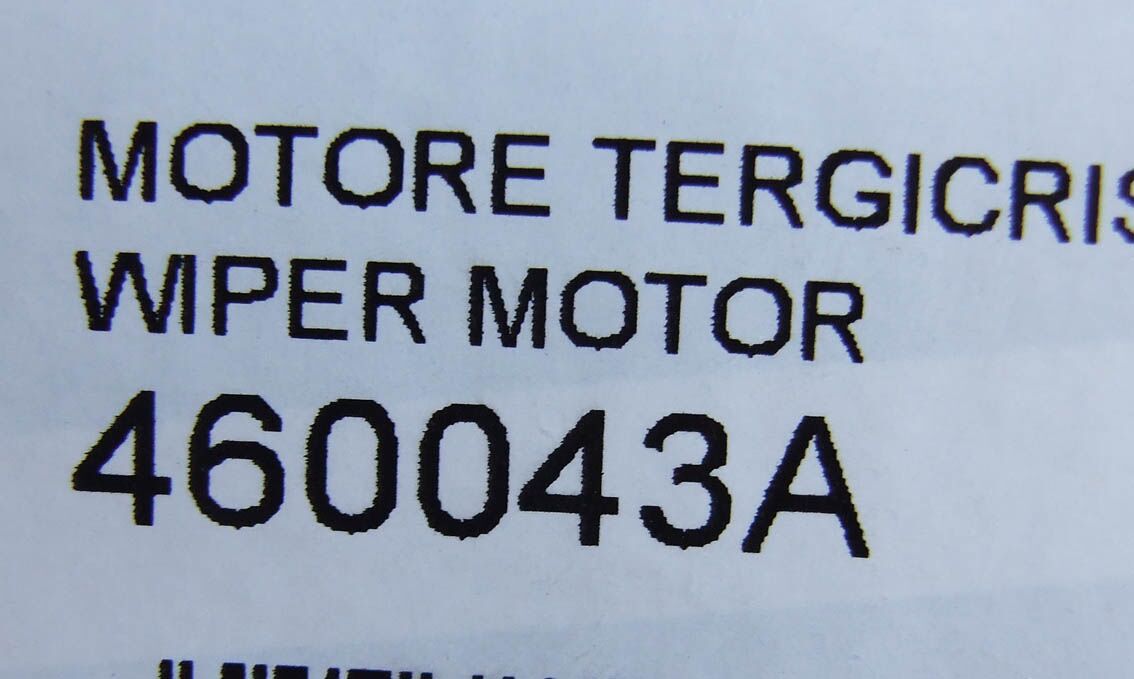 MOTORE TERGICRIS
WIPER MOTOR
460043A